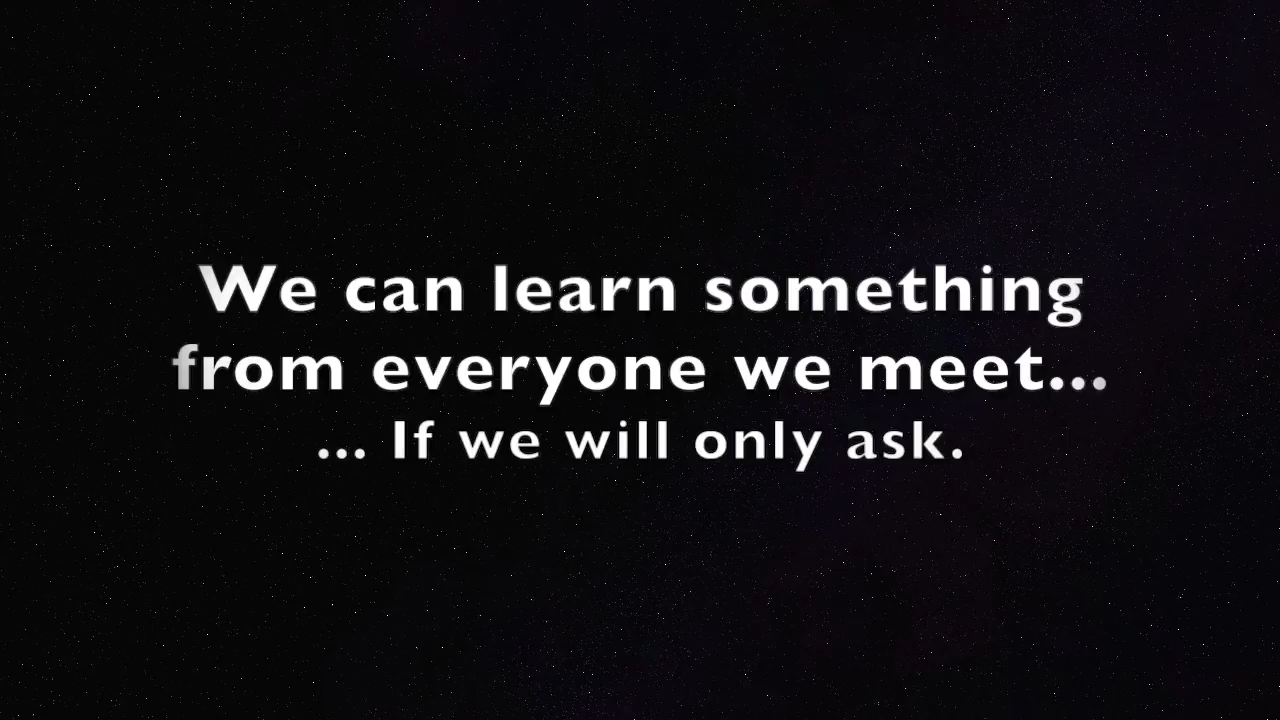 We can learn something
from everyone we meet...
... If we will only ask.